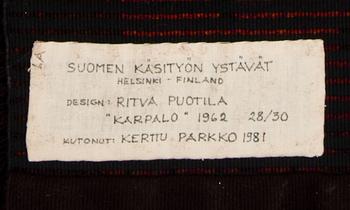 SUOMEN KÄSITYÖN YSTÄVÄT
HELSINKI - FINLAND
DESIGN: RITVA PUOTILA
"KARPALO" 1962 28/30
KUTONUT: KERTTU PARKKO 1981